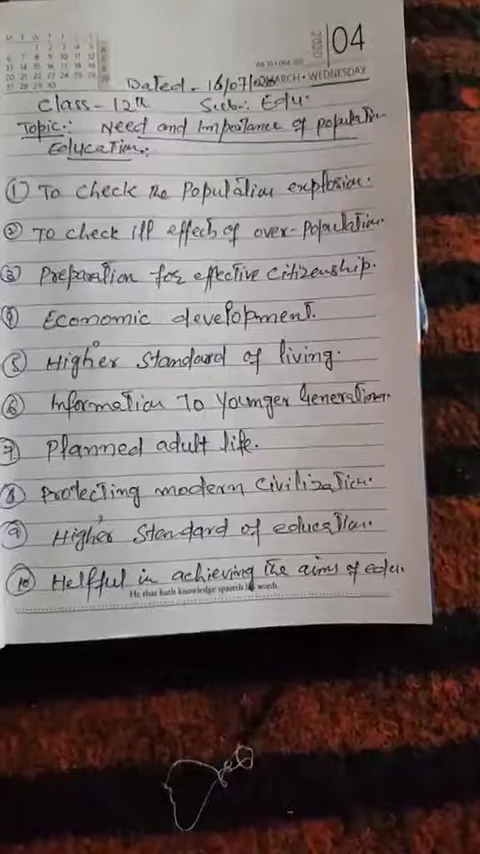 04
2020
MARCH • WEDNESDAY
Dated - 16/07/
Class - 12th Sub:- Edu.
Topic:- Need and Importance of population
Education:-
① To check the Population explosion.
② To check ill effects of over-Population.
③ Preparation for effective citizenship.
④ Economic development.
⑤ Higher Standard of living.
⑥ Information To Younger Generation.
⑦ Planned adult life.
⑧ Protecting modern Civilization.
⑨ Higher Standard of education.
⑩ Helpful in achieving the aims of edu.
He that hath knowledge spareth his words.